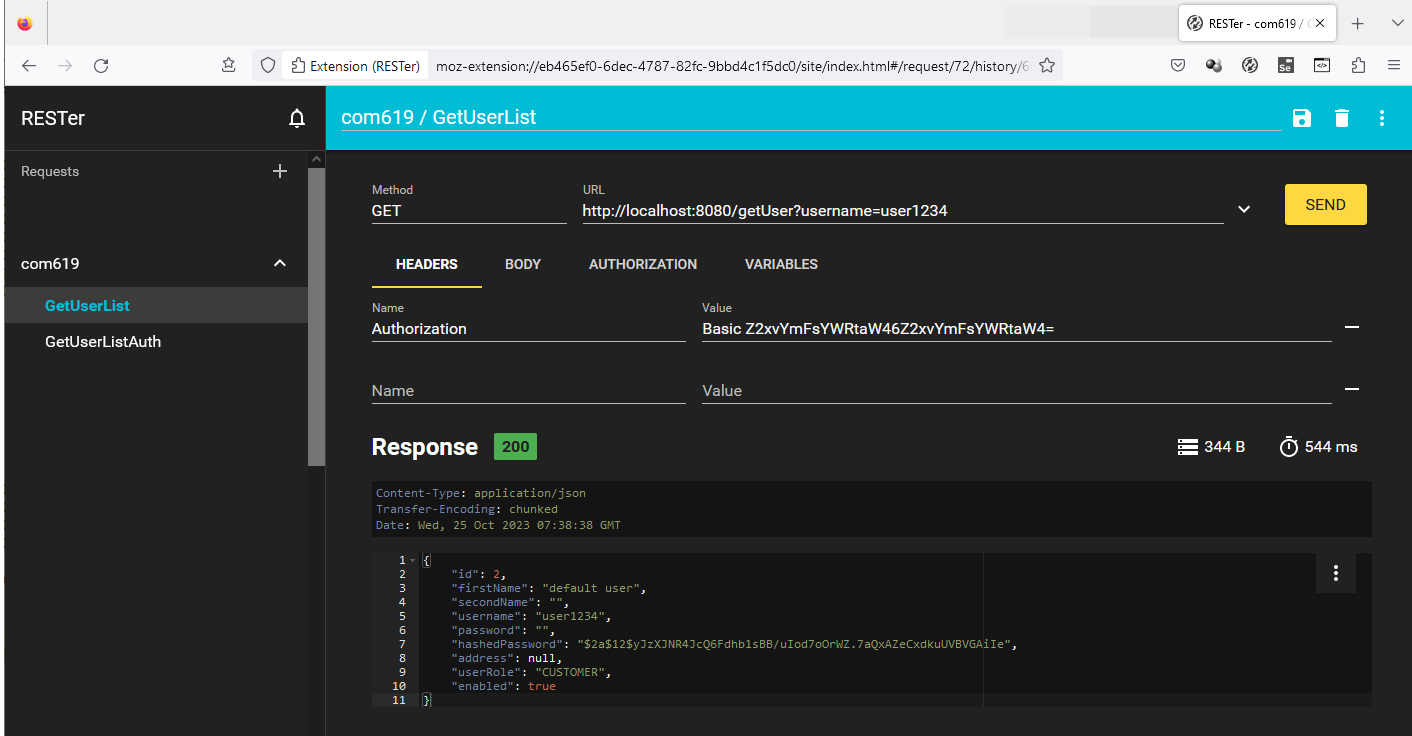 RESTer - com619 /
Extension (RESTer)
moz-extension://eb465ef0-6dec-4787-82fc-9bbd4c1f5dc0/site/index.html#/request/72/history/6
Se
RESTer
com619 / GetUserList
Requests
com619
GetUserList
GetUserListAuth
Method
URL
GET
http://localhost:8080/getUser?username=user1234
SEND
HEADERS
BODY
AUTHORIZATION
VARIABLES
Name
Value
Authorization
Basic Z2xvYmFsYWRtaW46Z2xvYmFsYWRtaW4=
Name
Value
Response
200
344 B
544 ms
Content-Type: application/json
Transfer-Encoding: chunked
Date: Wed, 25 Oct 2023 07:38:38 GMT
1 {
2 "id": 2,
3 "firstName": "default user",
4 "secondName": "",
5 "username": "user1234",
6 "password": "",
7 "hashedPassword": "$2a$12$yJzXJNR4JcQ6Fdhb1sBB/uIod7oOrWZ.7aQxAZeCxdkuUVBVGAiIe",
8 "address": null,
9 "userRole": "CUSTOMER",
10 "enabled": true
11 }